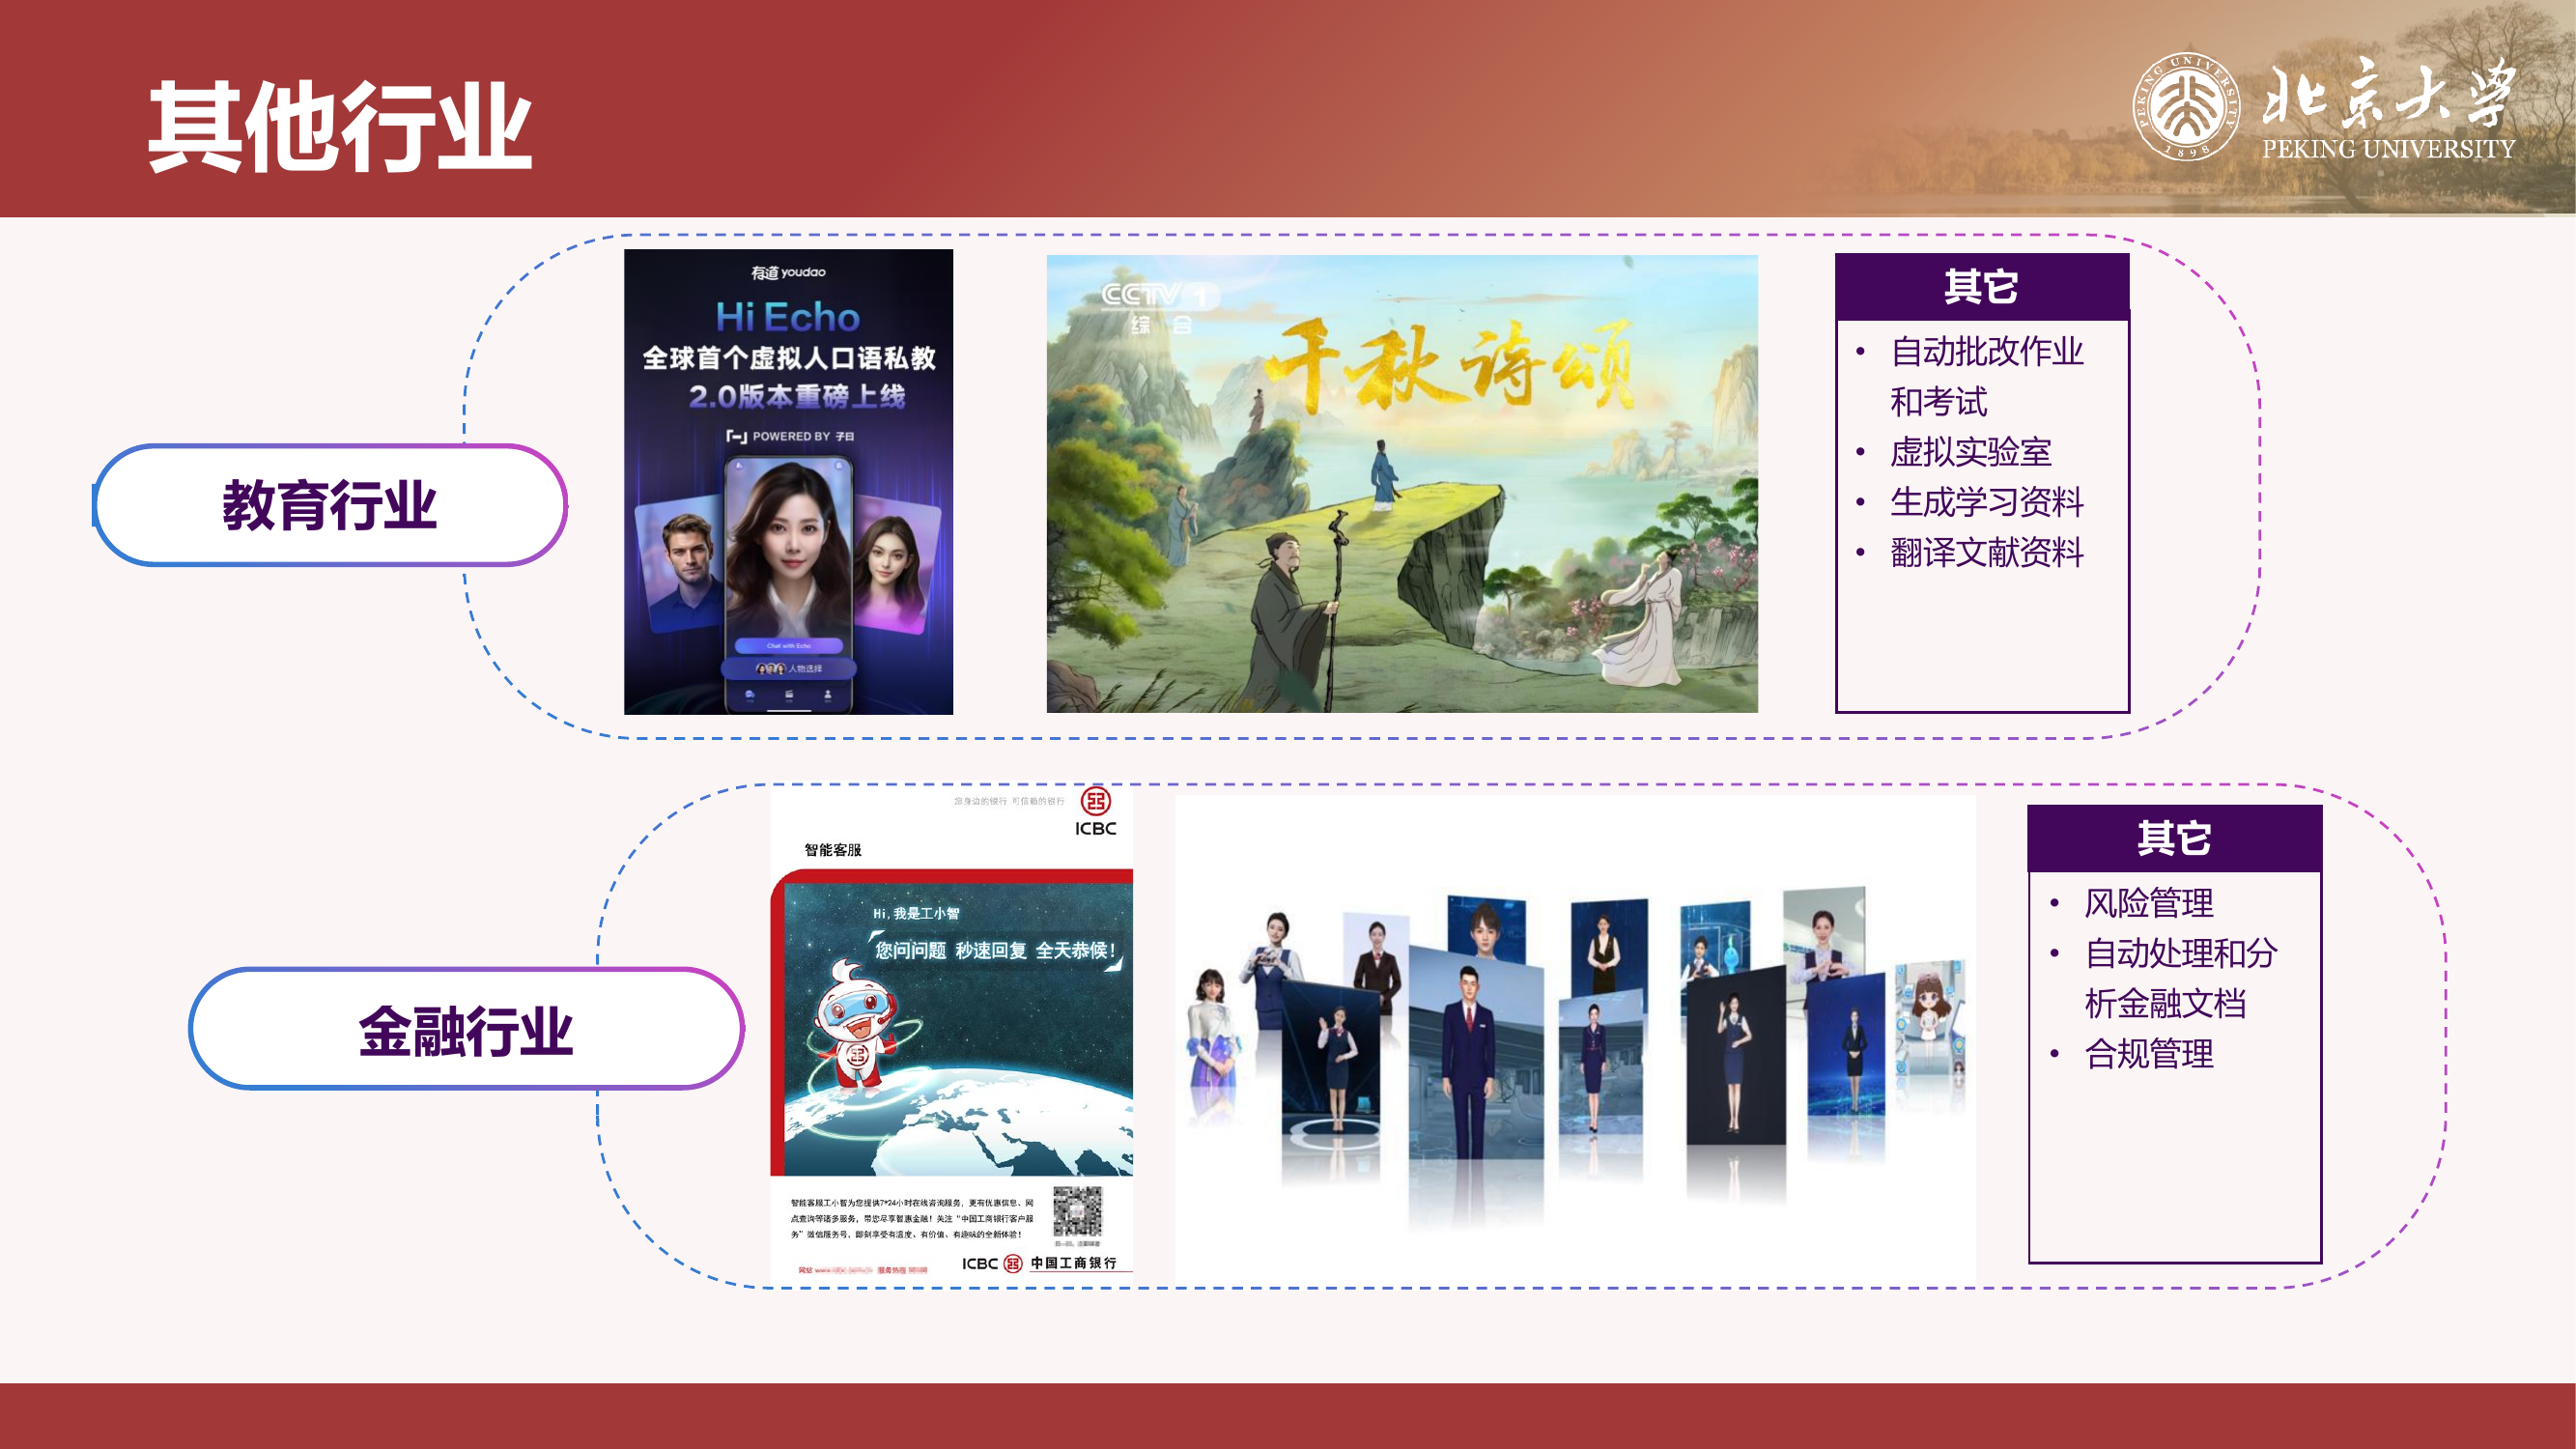 其他行业
PEKING UNIVERSITY
1898
北京大学
PEKING UNIVERSITY
教育行业
有道 youdao
Hi Echo
全球首个虚拟人口语私教
2.0版本重磅上线
POWERED BY 子曰
Chat with Echo
人物选择
CCTV 1
综合
千秋诗颂
其它
• 自动批改作业
和考试
• 虚拟实验室
• 生成学习资料
• 翻译文献资料
金融行业
您身边的银行 可信赖的银行
ICBC
智能客服
Hi,我是工小智
您问问题 秒速回复 全天恭候!
智能客服工小智为您提供7*24小时在线咨询服务，更有优惠信息、网
点查询等诸多服务，带您尽享智惠金融！关注“中国工商银行客户服
务”微信服务号，即刻享受有温度、有价值、有趣味的全新体验！
ICBC 中国工商银行
其它
• 风险管理
• 自动处理和分
析金融文档
• 合规管理